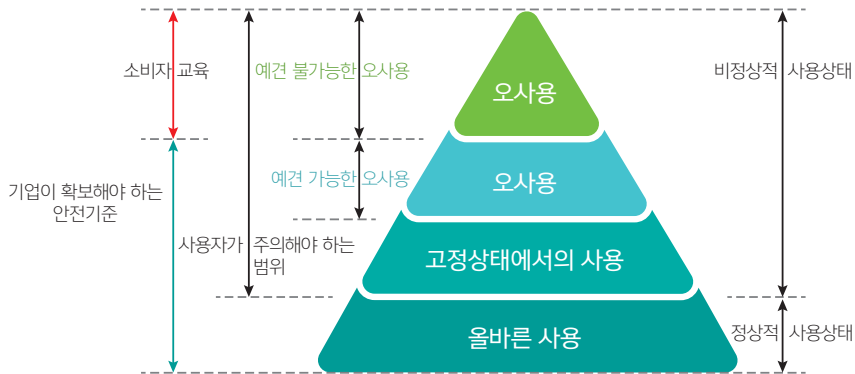 소비자 교육
예견 불가능한 오사용
오사용
비정상적 사용상태
예견 가능한 오사용
오사용
기업이 확보해야 하는
안전기준
사용자가 주의해야 하는
범위
고정상태에서의 사용
올바른 사용
정상적 사용상태